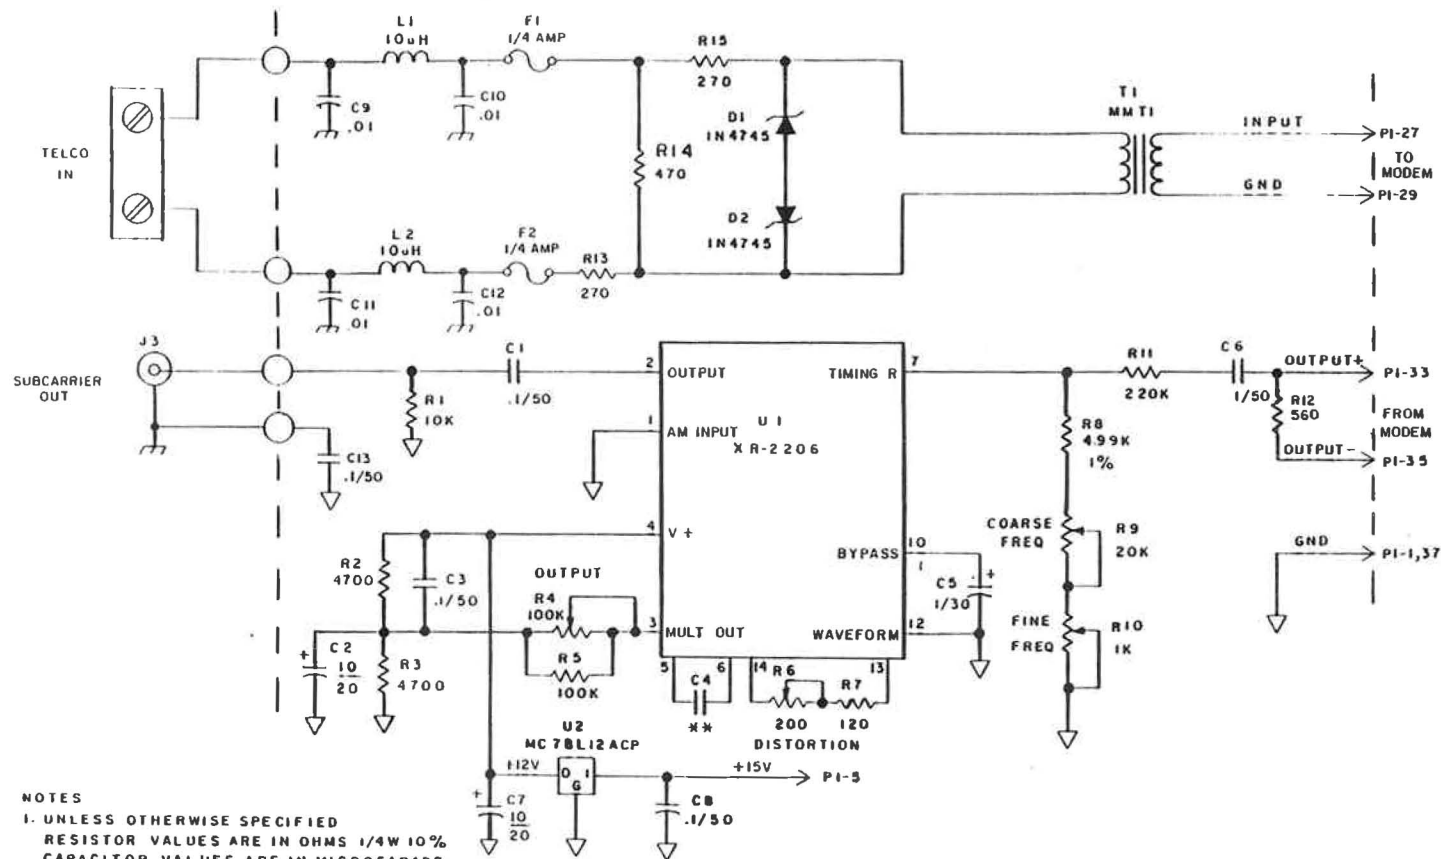 L1
10uH
F1
1/4 AMP
R15
270
C9
.01
C10
.01
D1
1N4745
R14
470
T1
MMT1
INPUT
P1-27
TO
MODEM
GND
P1-29
TELCO
IN
D2
1N4745
L2
10uH
F2
1/4 AMP
R13
270
C11
.01
C12
.01
J3
SUBCARRIER
OUT
C1
.1/50
R1
10K
C13
.1/50
2
OUTPUT
TIMING R
7
1
AM INPUT
U1
XR-2206
R11
220K
C6
1/50
OUTPUT+
P1-33
R12
560
FROM
MODEM
OUTPUT-
P1-35
R8
4.99K
1%
4
V+
BYPASS
10
COARSE
FREQ
R9
20K
GND
P1-1,37
R2
4700
C3
.1/50
OUTPUT
R4
100K
C5
+
1/30
3
MULT OUT
WAVEFORM
12
FINE
FREQ
R10
1K
+
C2
10
20
R3
4700
R5
100K
5
6
14
13
C4
**
R6
200
R7
120
DISTORTION
U2
MC78L12ACP
+12V
O
I
G
+15V
P1-5
+
C7
10
20
C8
.1/50
NOTES
1. UNLESS OTHERWISE SPECIFIED
RESISTOR VALUES ARE IN OHMS 1/4W 10%